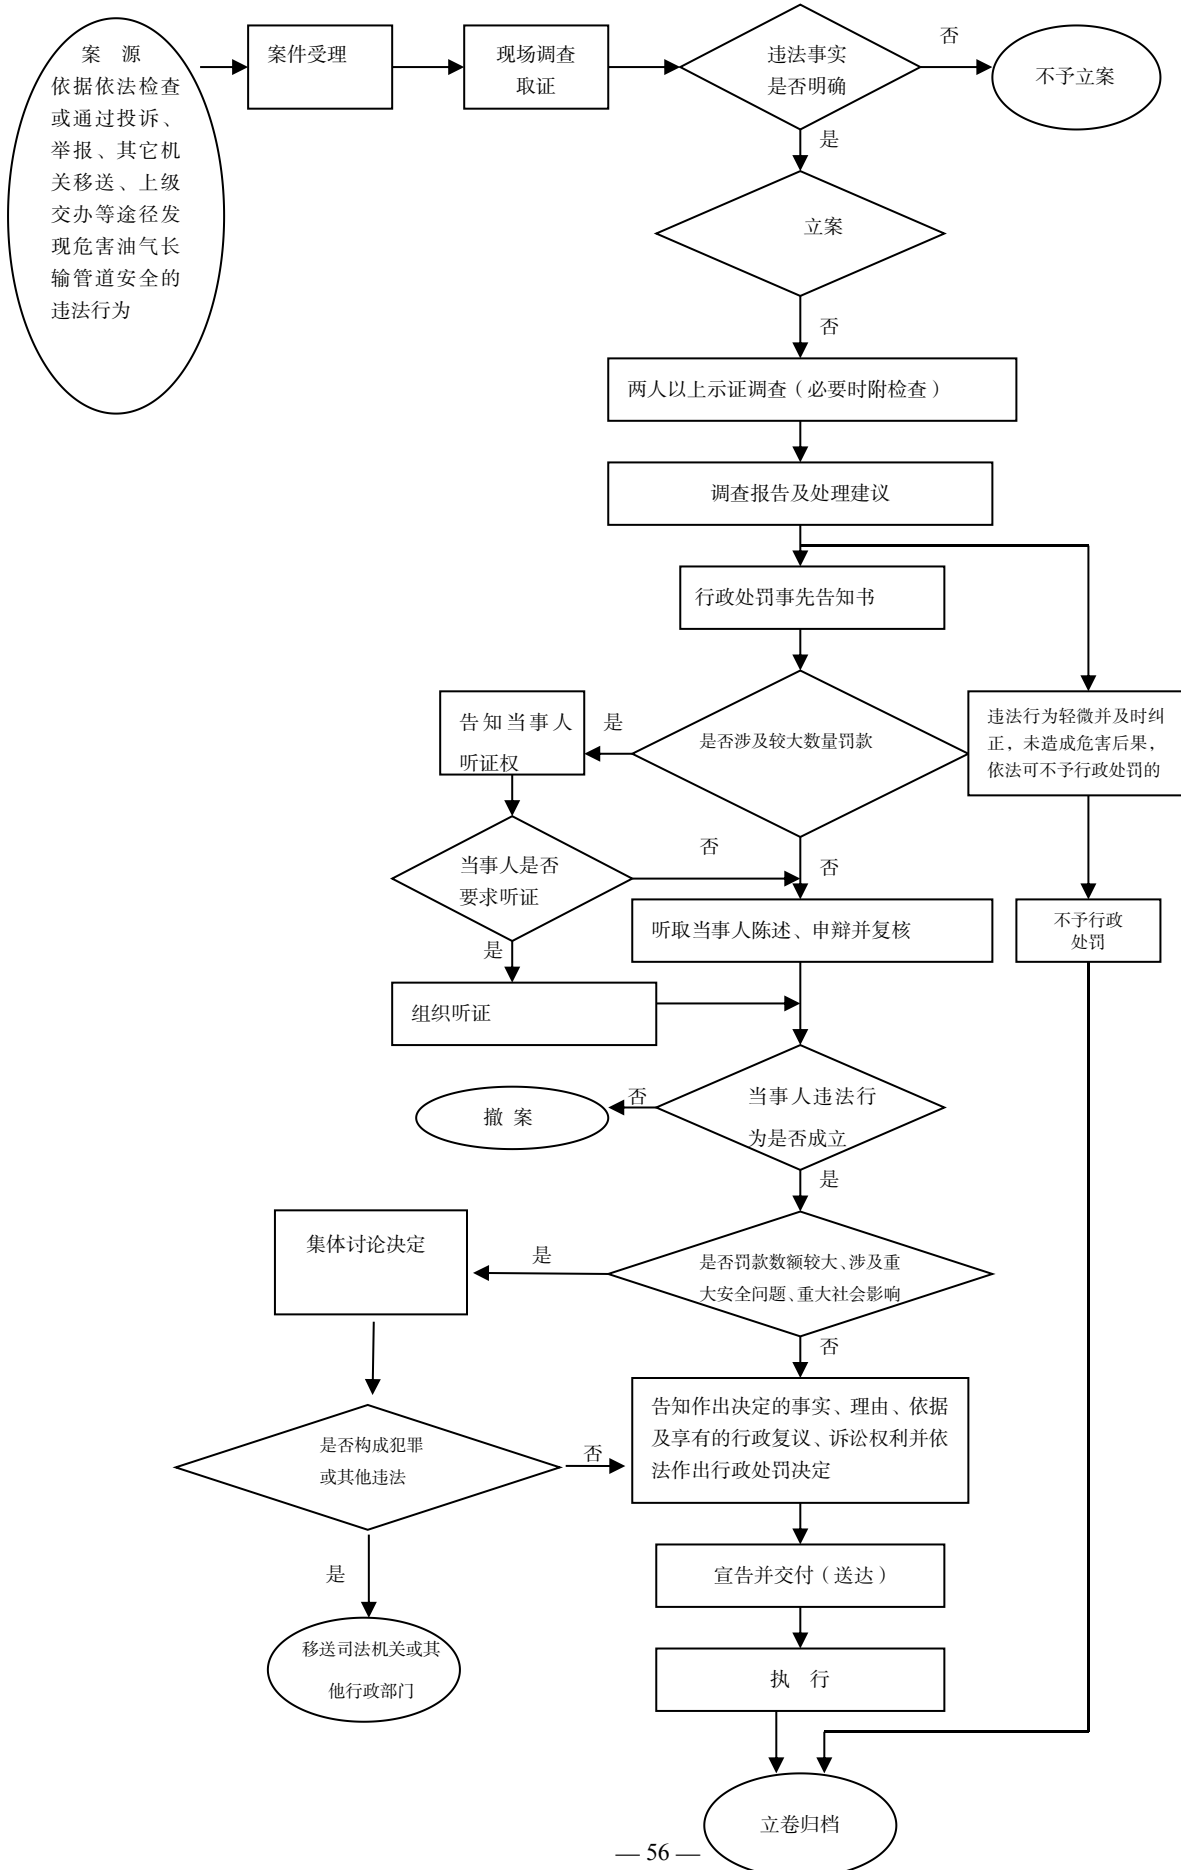 案 源
依据依法检查
或通过投诉、
举报、其它机
关移送、上级
交办等途径发
现危害油气长
输管道安全的
违法行为
案件受理
现场调查
取证
违法事实
是否明确
否
不予立案
是
立案
否
两人以上示证调查（必要时附检查）
调查报告及处理建议
行政处罚事先告知书
告知当事人
听证权
是
是否涉及较大数量罚款
违法行为轻微并及时纠
正，未造成危害后果，
依法可不予行政处罚的
当事人是否
要求听证
否
否
是
听取当事人陈述、申辩并复核
不予行政
处罚
组织听证
撤 案
否
当事人违法行
为是否成立
是
集体讨论决定
是
是否罚款数额较大、涉及重
大安全问题、重大社会影响
否
是否构成犯罪
或其他违法
否
告知作出决定的事实、理由、依据
及享有的行政复议、诉讼权利并依
法作出行政处罚决定
是
宣告并交付（送达）
移送司法机关或其
他行政部门
执 行
立卷归档
— 56 —